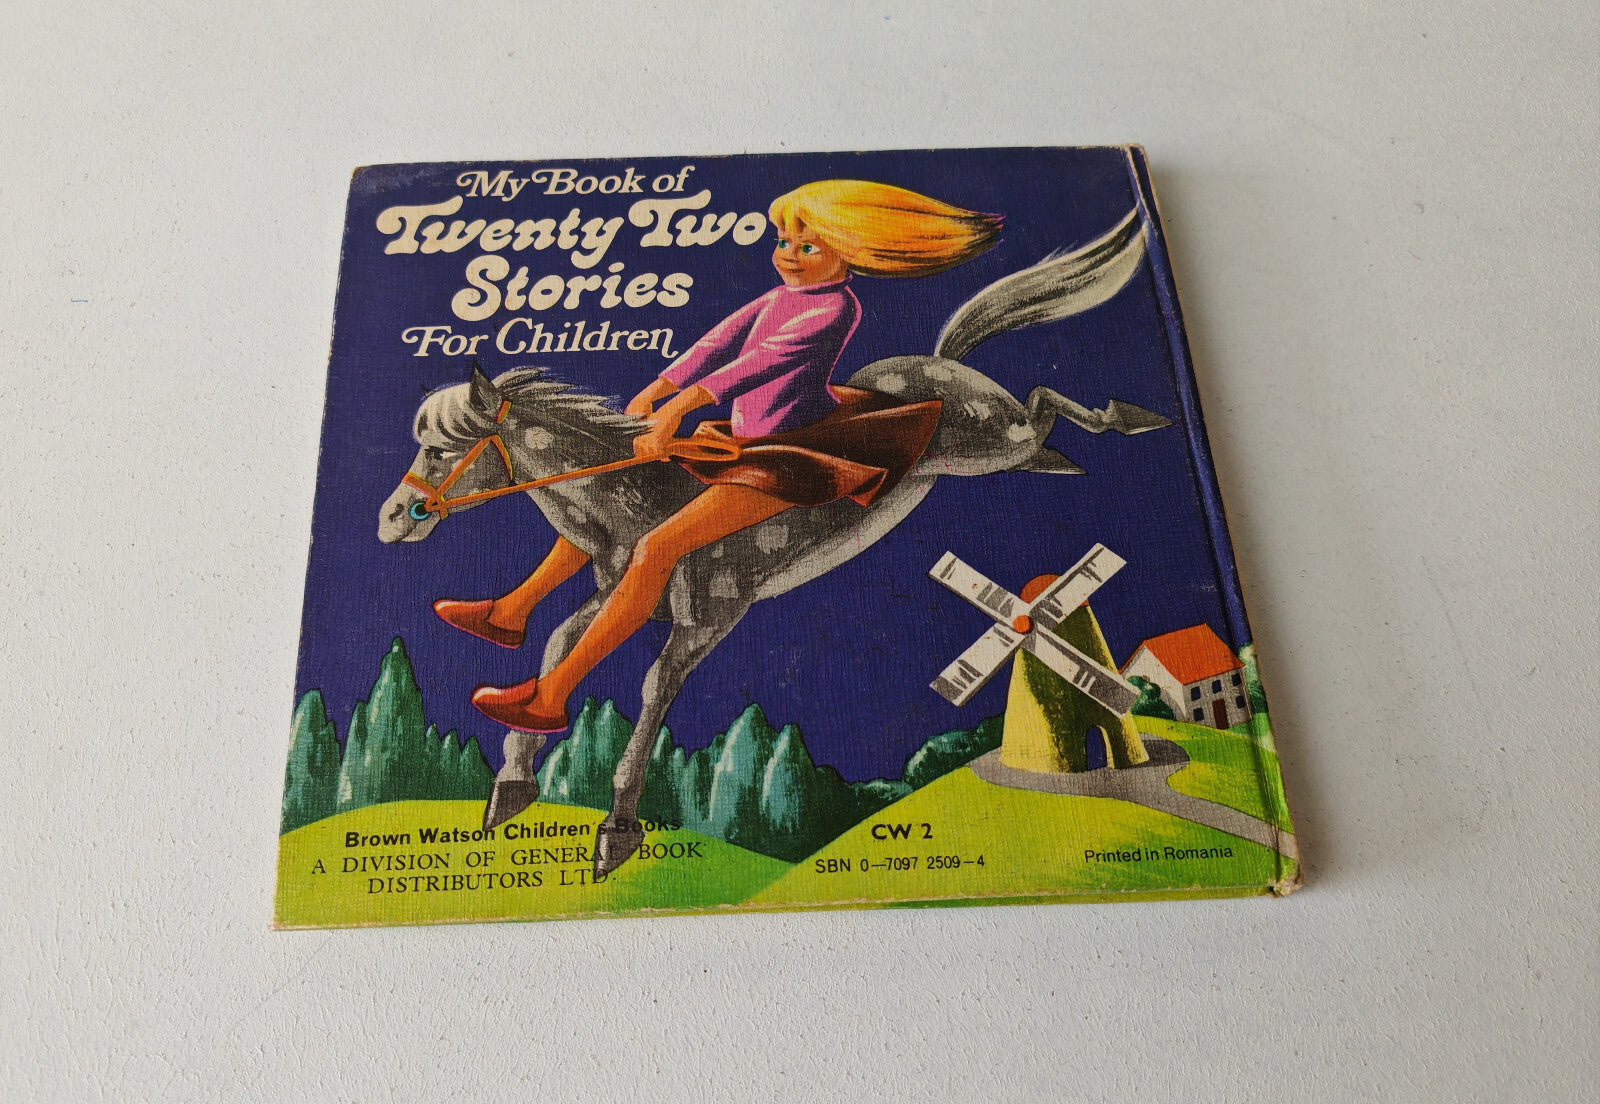 My Book of
Twenty Two
Stories
For Children
Brown Watson Children's Books
A DIVISION OF GENERAL BOOK
DISTRIBUTORS LTD.
CW 2
SBN 0-7097 2509-4
Printed in Romania